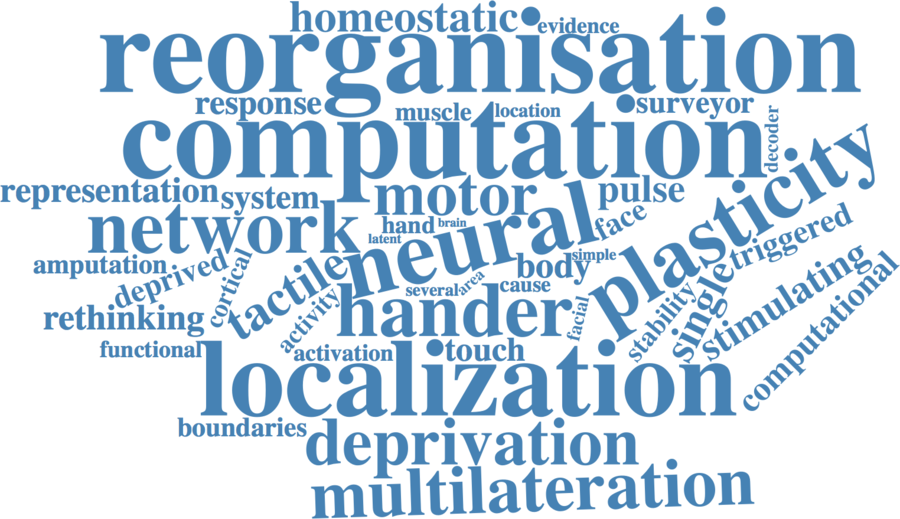 homeostatic
evidence
reorganisation
response
muscle
location
surveyor
decoder
computation
representation
system
motor
pulse
plasticity
network
hand
brain
latent
neural
face
triggered
amputation
deprived
cortical
tactile
body
simple
several
area
cause
single
stimulating
rethinking
activity
hander
facial
stability
computational
functional
activation
touch
localization
boundaries
deprivation
multilateration